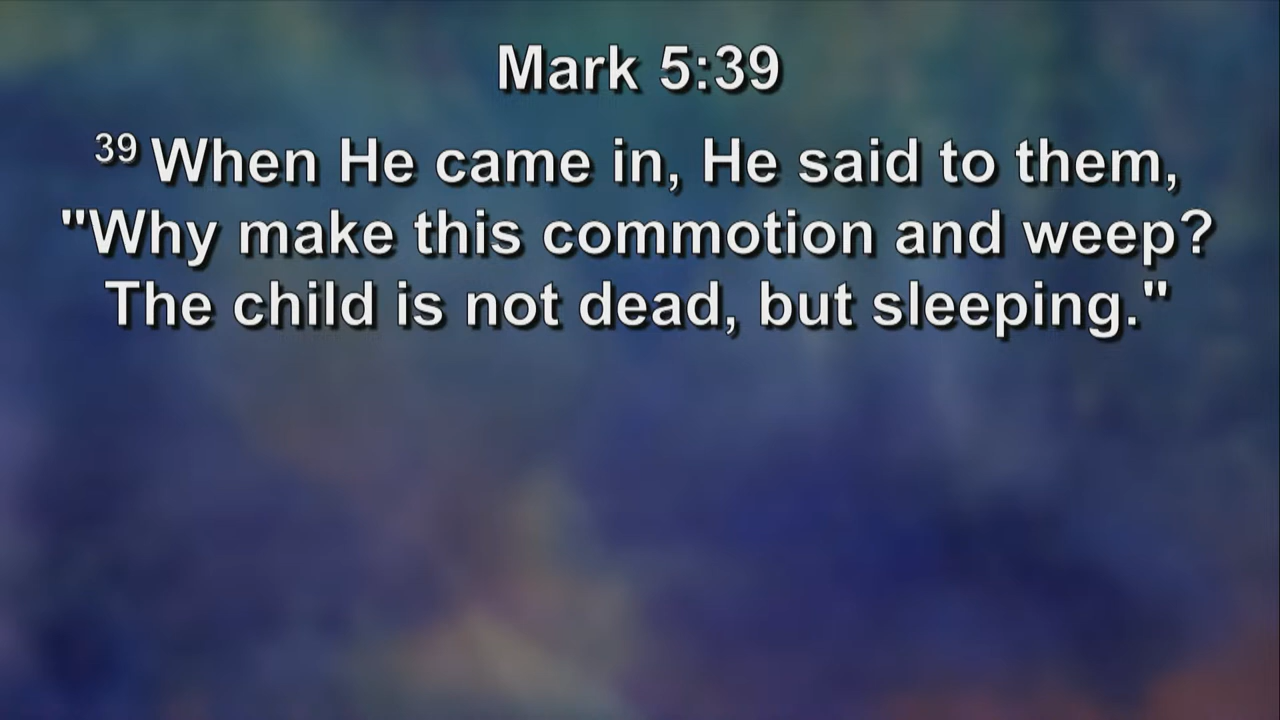 Mark 5:39
39 When He came in, He said to them,
"Why make this commotion and weep?
The child is not dead, but sleeping."